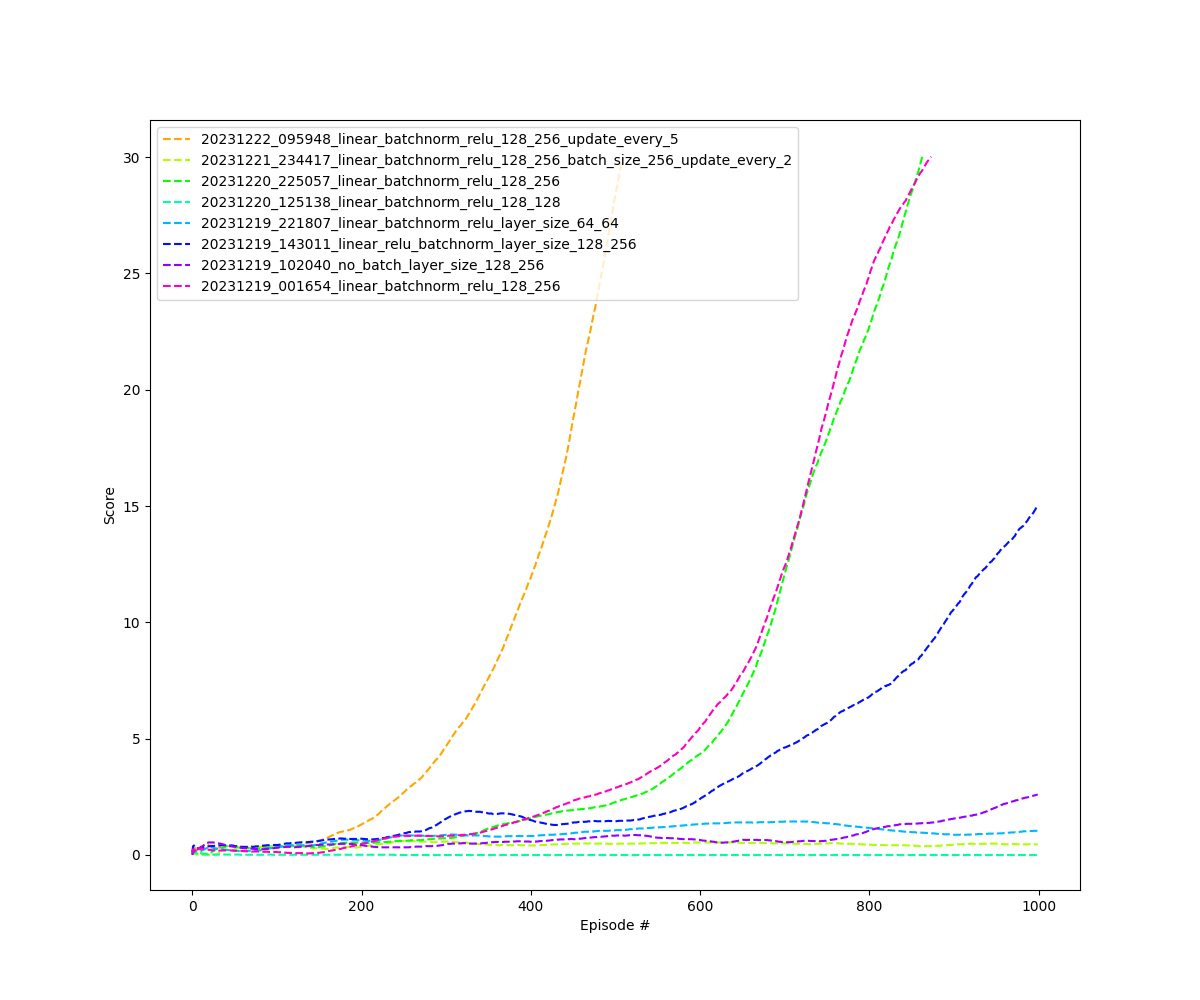 20231222_095948_linear_batchnorm_relu_128_256_update_every_5
20231221_234417_linear_batchnorm_relu_128_256_batch_size_256_update_every_2
20231220_225057_linear_batchnorm_relu_128_256
20231220_125138_linear_batchnorm_relu_128_128
20231219_221807_linear_batchnorm_relu_layer_size_64_64
20231219_143011_linear_relu_batchnorm_layer_size_128_256
20231219_102040_no_batch_layer_size_128_256
20231219_001654_linear_batchnorm_relu_128_256
30
25
20
15
10
5
0
Score
0 200 400 600 800 1000
Episode #